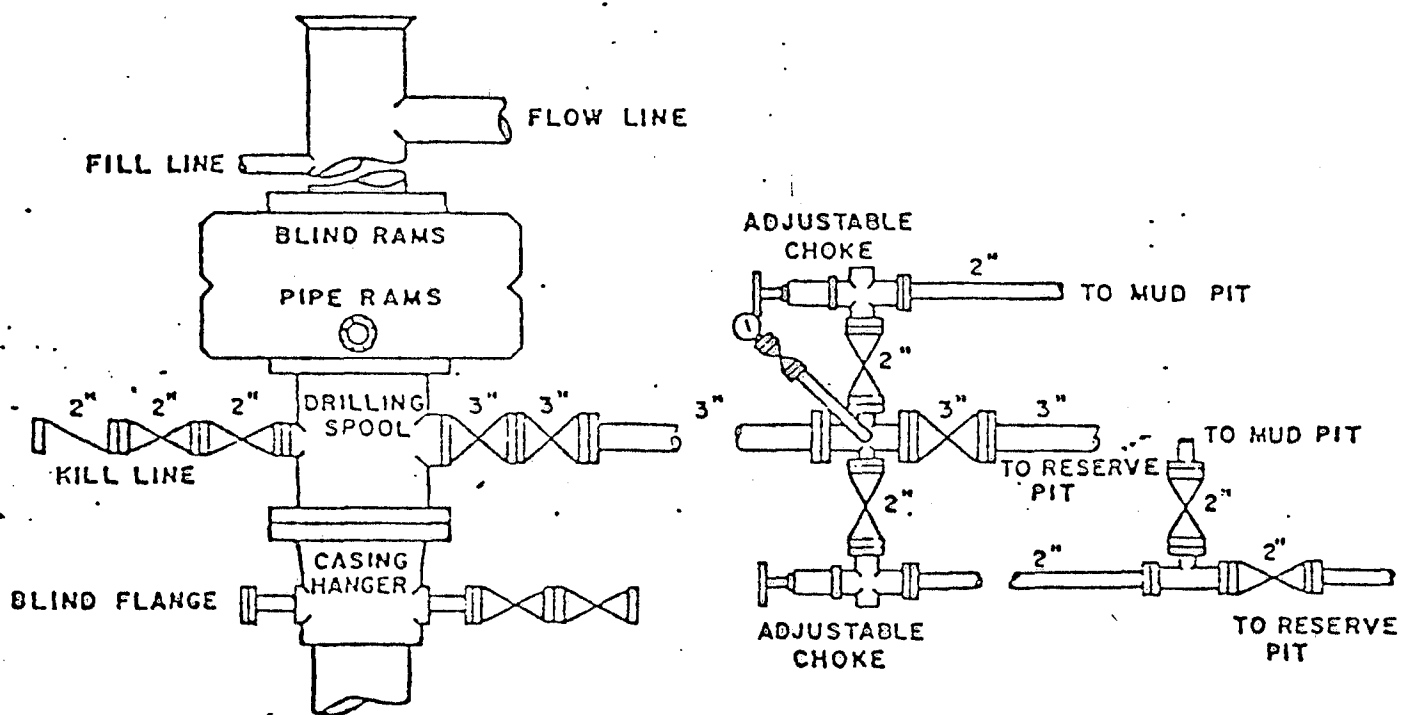 FLOW LINE
FILL LINE
BLIND RAMS
PIPE RAMS
ADJUSTABLE
CHOKE
2"
TO MUD PIT
2"
2" 2" 2"
DRILLING
SPOOL
3" 3"
3"
3" 3"
KILL LINE
TO RESERVE
PIT
TO MUD PIT
2"
2"
CASING
HANGER
BLIND FLANGE
2"
2"
ADJUSTABLE
CHOKE
TO RESERVE
PIT